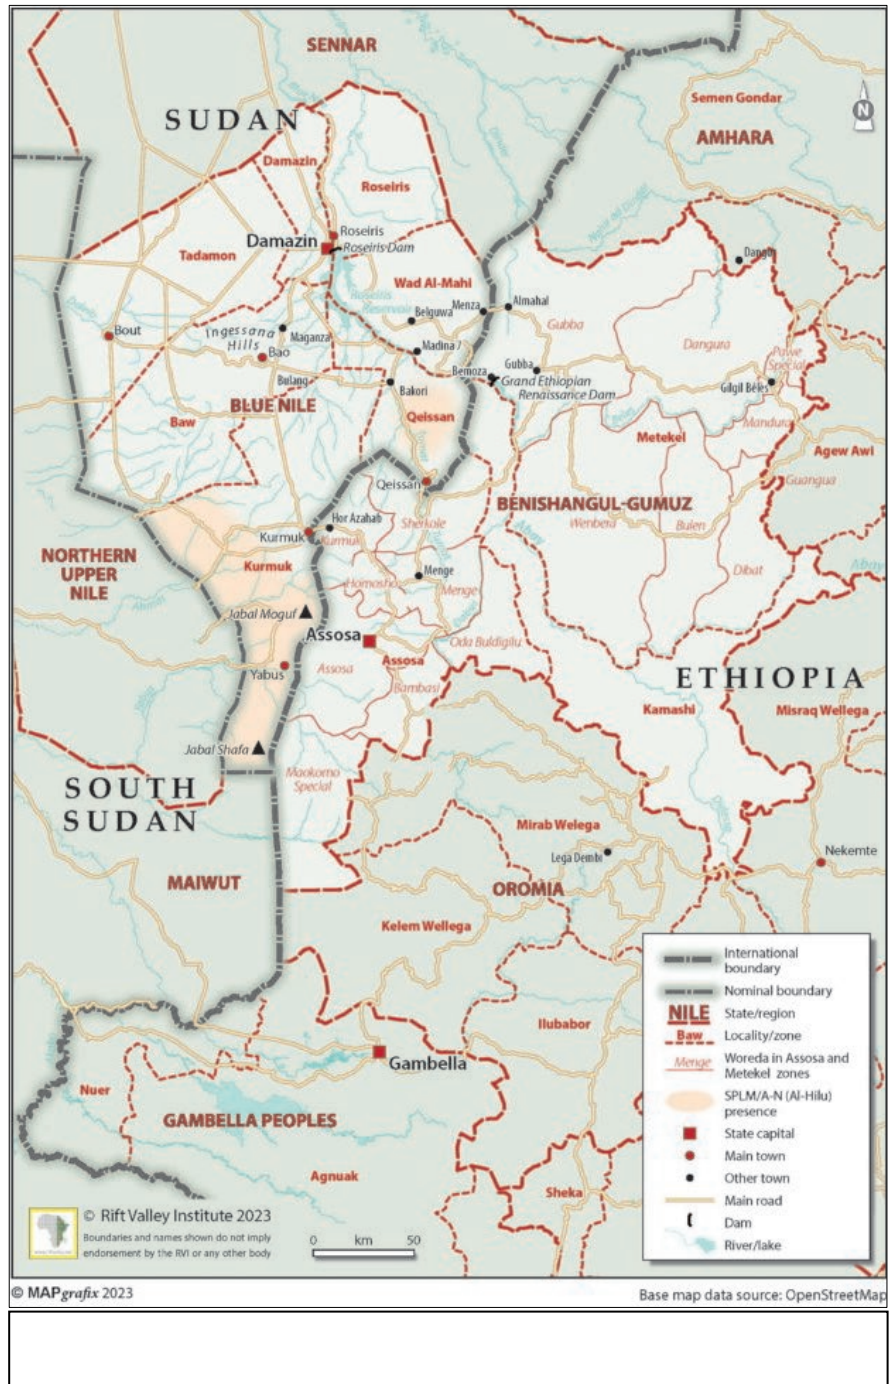 SENNAR
SUDAN
Semen Gondar
AMHARA
N
Damazin
Roseiris
Roseiris
Damazin
Roseiris Dam
Tadamon
Dangur
Wad Al-Mahi
Roseiris
Reservoir
Menza
Almahal
Belguwa
Gubba
Bout
Ingessana
Hills
Maganza
Madina 7
Dangura
Bao
Pawe
Special
Bemoza
Gubba
Grand Ethiopian
Renaissance Dam
Bulang
Bakori
Gilgil Beles
BLUE NILE
Qeissan
Baw
Mandura
Metekel
Agew Awi
Qeissan
Guangua
BENISHANGUL-GUMUZ
Hor Azahab
Sherkole
Wenbera
Bulen
Abay
Kurmuk
Kurmuk
NORTHERN
UPPER
NILE
Kurmuk
Homosha
Menge
Menge
Dibat
Abay
Jabal Moguf
Assosa
Oda Buldigilu
Assosa
Yabus
Assosa
Bambasi
ETHIOPIA
Kamashi
Misraq Wellega
Jabal Shafa
Maokomo
Special
SOUTH
SUDAN
Mirab Welega
Lega Dembi
Nekemte
MAIWUT
OROMIA
Kelem Wellega
International
boundary
Nominal boundary
NILE State/region
Baw Locality/zone
Menge Woreda in Assosa and
Metekel zones
SPLM/A-N (Al-Hilu)
presence
State capital
Main town
Other town
Main road
Dam
River/lake
Ilubabor
Gambella
Nuer
GAMBELLA PEOPLES
Agnuak
Sheka
© Rift Valley Institute 2023
Boundaries and names shown do not imply
endorsement by the RVI or any other body
0 km 50
© MAPgrafix 2023
Base map data source: OpenStreetMap